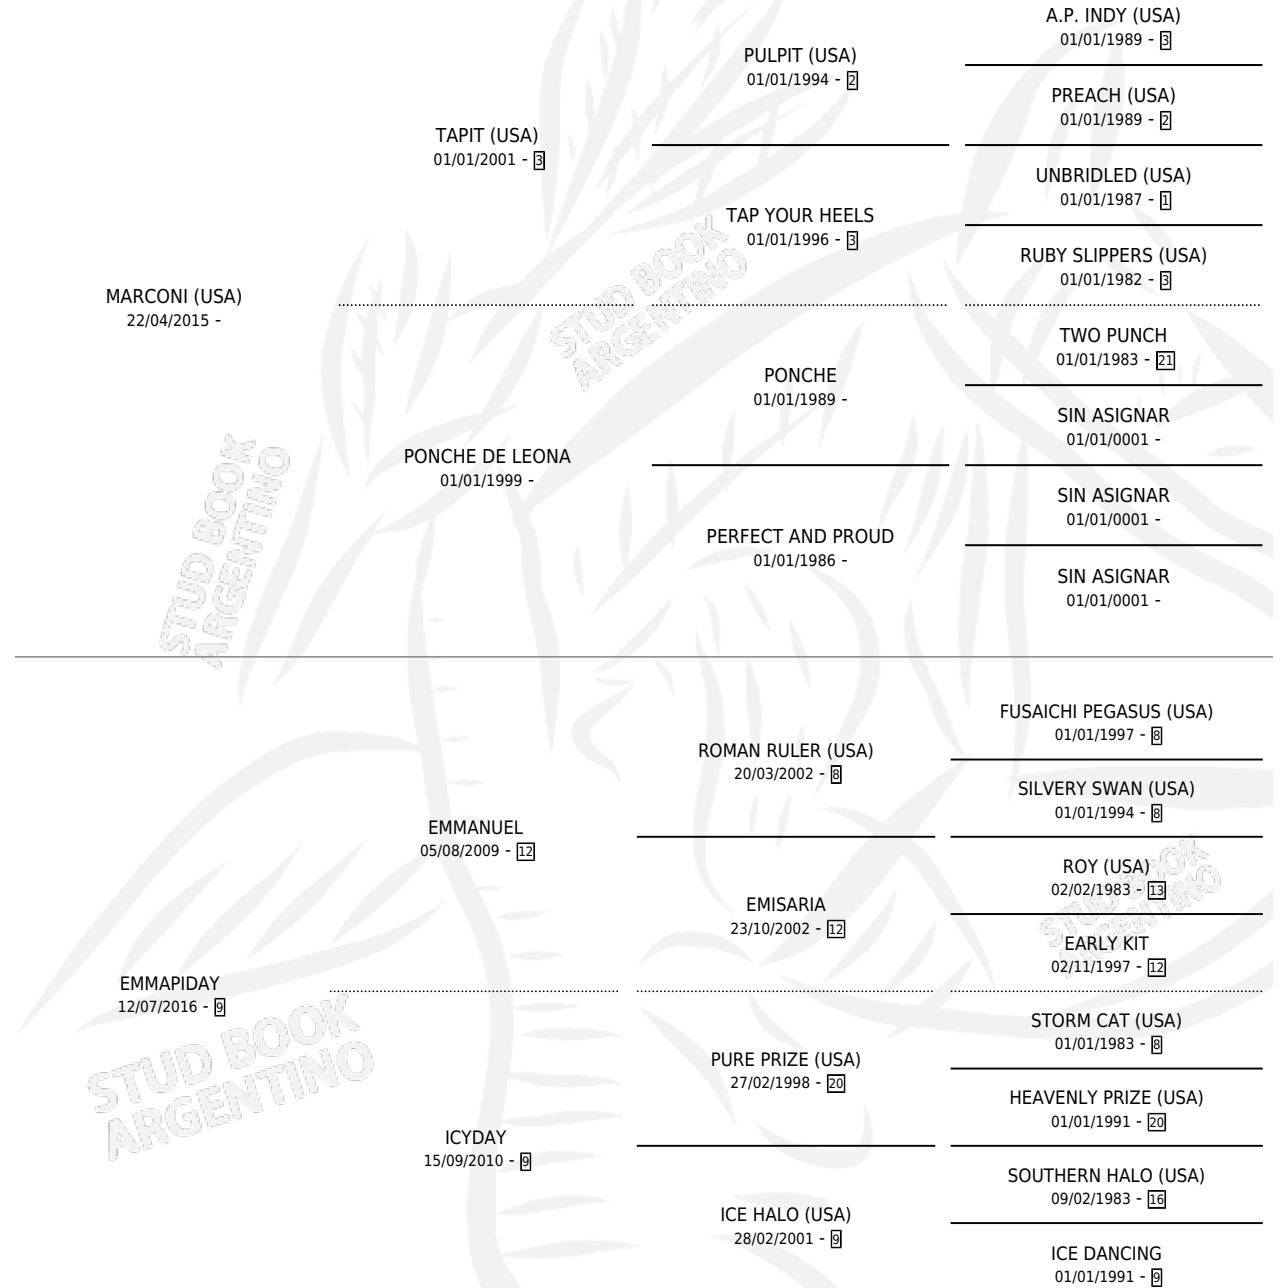 A.P. INDY (USA)
01/01/1989 - 3
PULPIT (USA)
01/01/1994 - 2
PREACH (USA)
01/01/1989 - 2
TAPIT (USA)
01/01/2001 - 3
UNBRIDLED (USA)
01/01/1987 - 1
TAP YOUR HEELS
01/01/1996 - 3
RUBY SLIPPERS (USA)
01/01/1982 - 3
MARCONI (USA)
22/04/2015 -
TWO PUNCH
01/01/1983 - 21
PONCHE
01/01/1989 -
SIN ASIGNAR
01/01/0001 -
PONCHE DE LEONA
01/01/1999 -
SIN ASIGNAR
01/01/0001 -
PERFECT AND PROUD
01/01/1986 -
SIN ASIGNAR
01/01/0001 -
STUD BOOK
ARGENTINO
STUD BOOK
ARGENTINO
FUSAICHI PEGASUS (USA)
01/01/1997 - 8
ROMAN RULER (USA)
20/03/2002 - 8
SILVERY SWAN (USA)
01/01/1994 - 8
EMMANUEL
05/08/2009 - 12
ROY (USA)
02/02/1983 - 13
EMISARIA
23/10/2002 - 12
EARLY KIT
02/11/1997 - 12
STUD BOOK
ARGENTINO
EMMAPIDAY
12/07/2016 - 9
STORM CAT (USA)
01/01/1983 - 8
PURE PRIZE (USA)
27/02/1998 - 20
HEAVENLY PRIZE (USA)
01/01/1991 - 20
STUD BOOK
ARGENTINO
ICYDAY
15/09/2010 - 9
SOUTHERN HALO (USA)
09/02/1983 - 16
ICE HALO (USA)
28/02/2001 - 9
ICE DANCING
01/01/1991 - 9